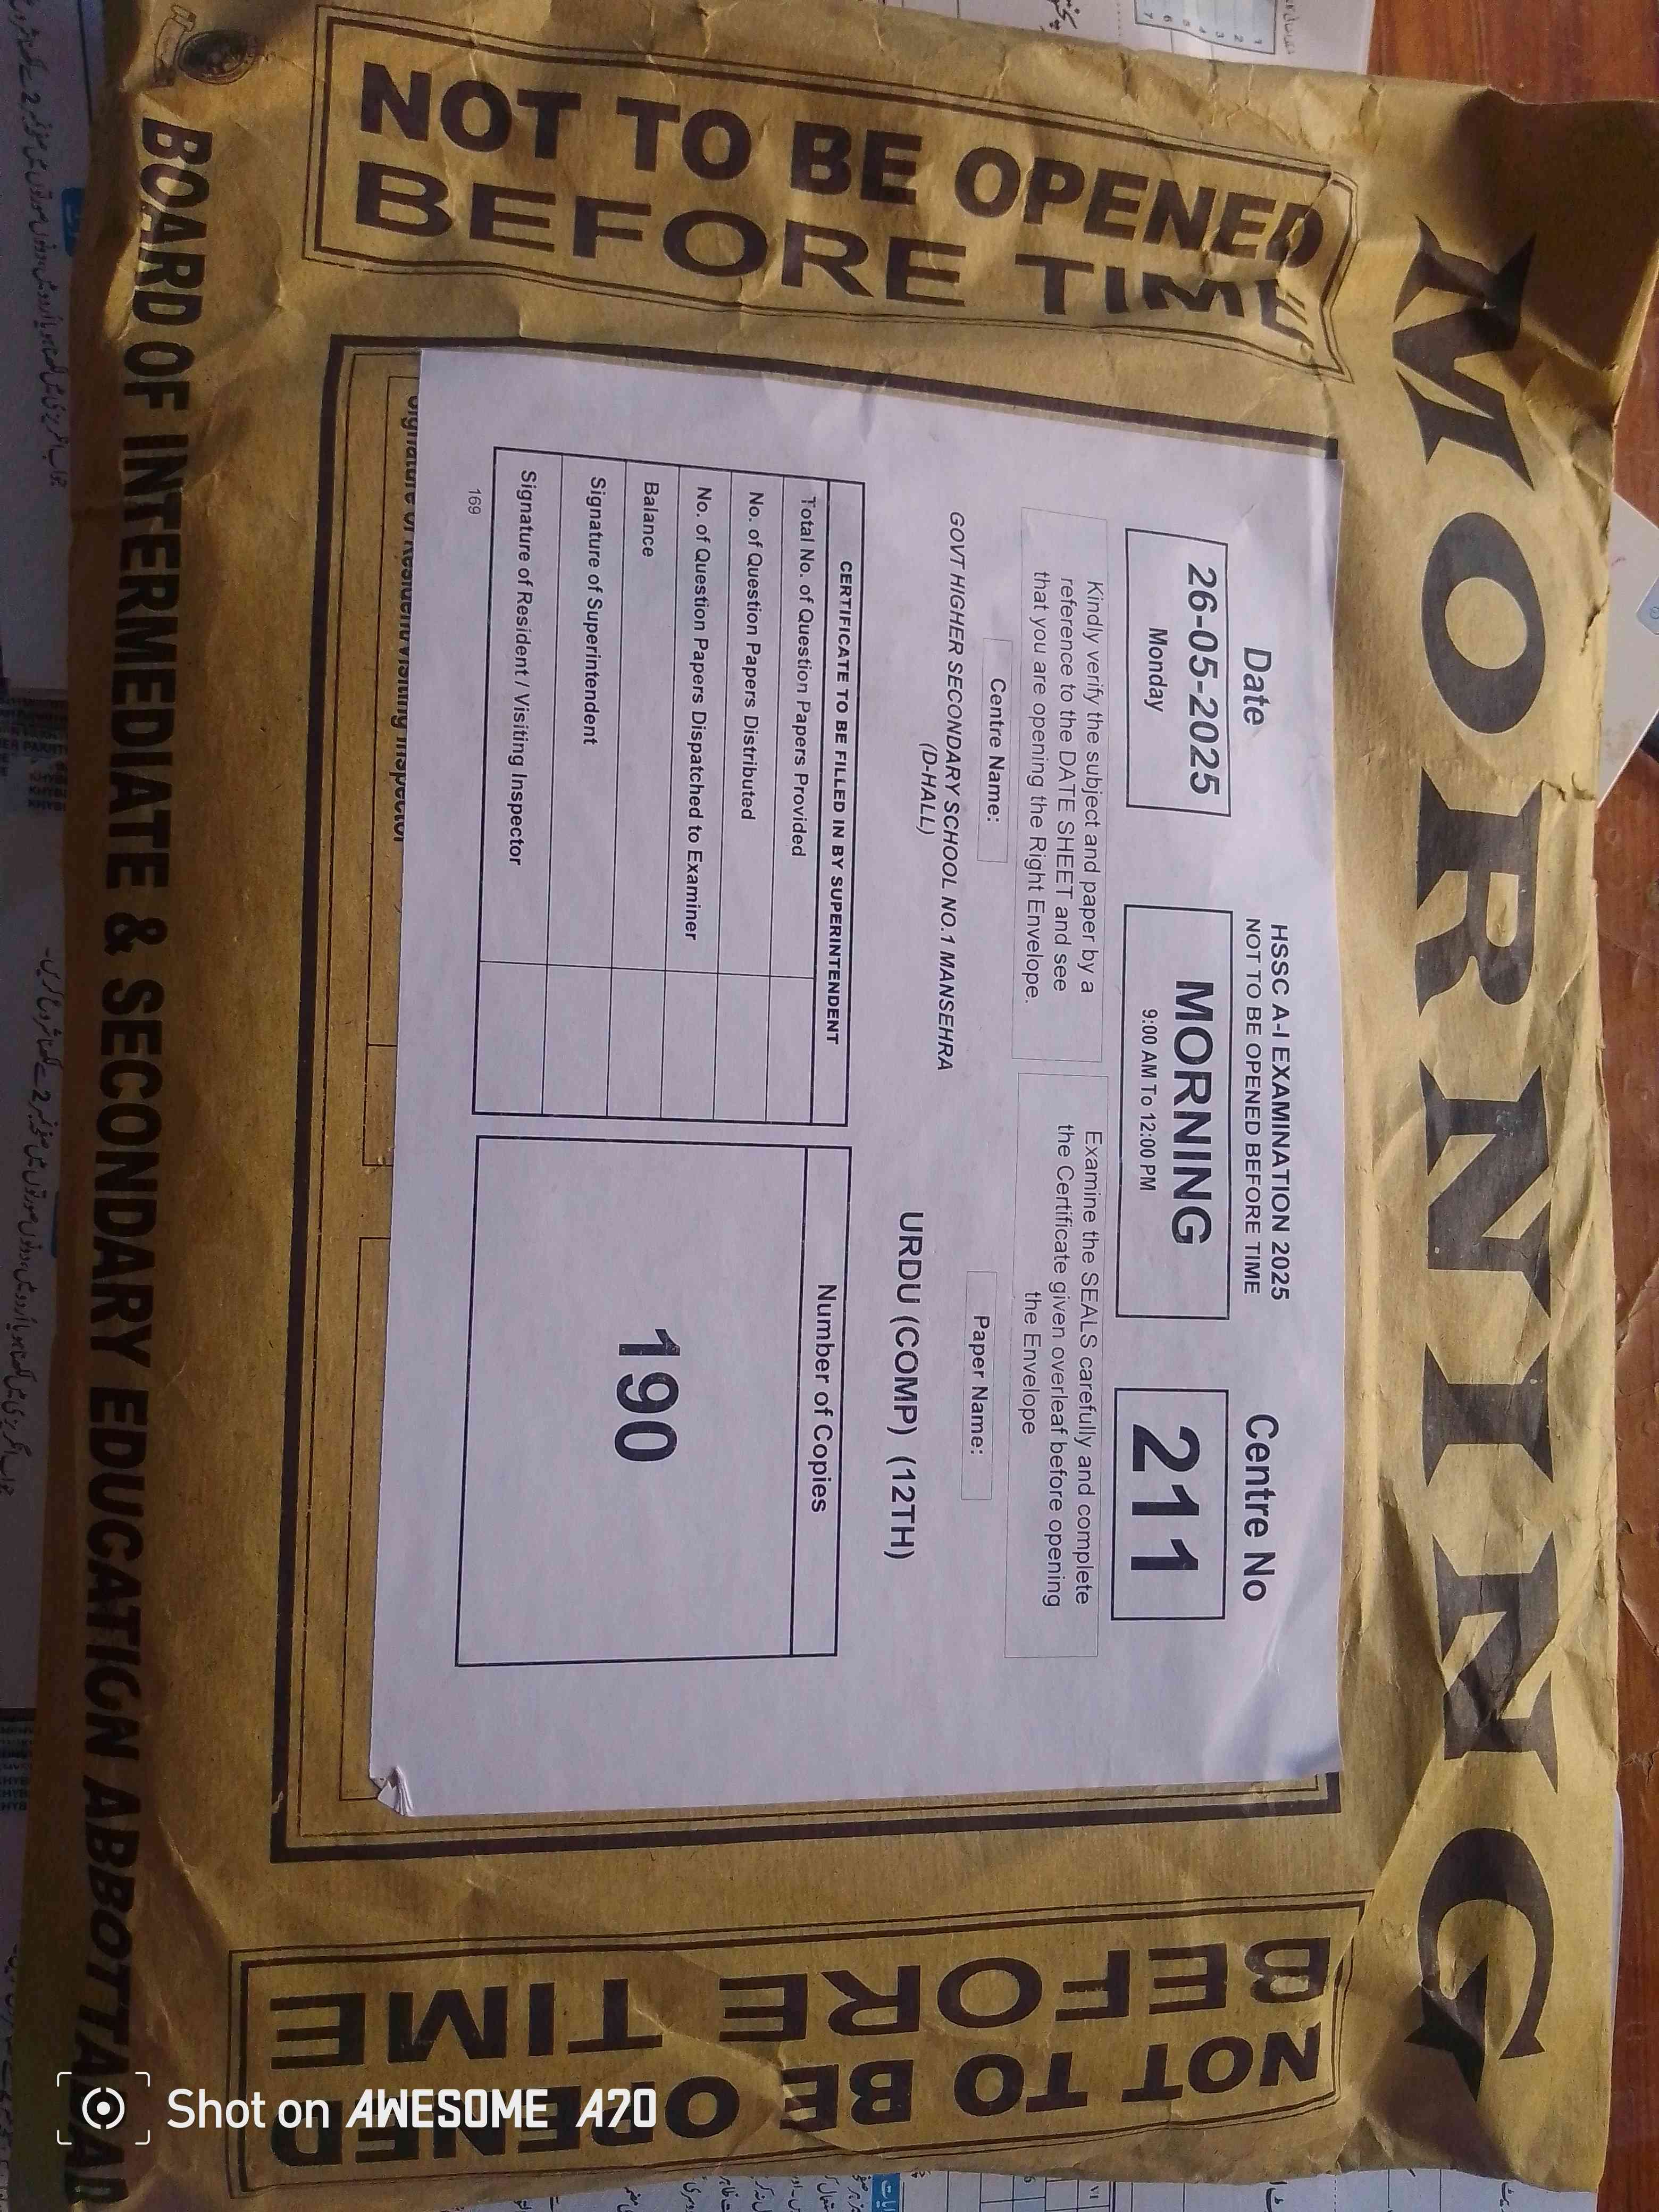 MORNING
NOT TO BE OPENED
BEFORE TIME
HSSC A-I EXAMINATION 2025
NOT TO BE OPENED BEFORE TIME
Date
26-05-2025
Monday
MORNING
9:00 AM To 12:00 PM
Centre No
211
Kindly verify the subject and paper by a
reference to the DATE SHEET and see
that you are opening the Right Envelope.
Examine the SEALS carefully and complete
the Certificate given overleaf before opening
the Envelope
Centre Name:
GOVT HIGHER SECONDARY SCHOOL NO.1 MANSEHRA
(D-HALL)
Paper Name:
URDU (COMP) (12TH)
CERTIFICATE TO BE FILLED IN BY SUPERINTENDENT
Total No. of Question Papers Provided
No. of Question Papers Distributed
No. of Question Papers Dispatched to Examiner
Balance
Signature of Superintendent
Signature of Resident / Visiting Inspector
Number of Copies
190
169
Signature of Resident/Visiting Inspector
NOT TO BE OPENED
BEFORE TIME
BOARD OF INTERMEDIATE & SECONDARY EDUCATION ABBOTTABAD
Shot on AWESOME A70